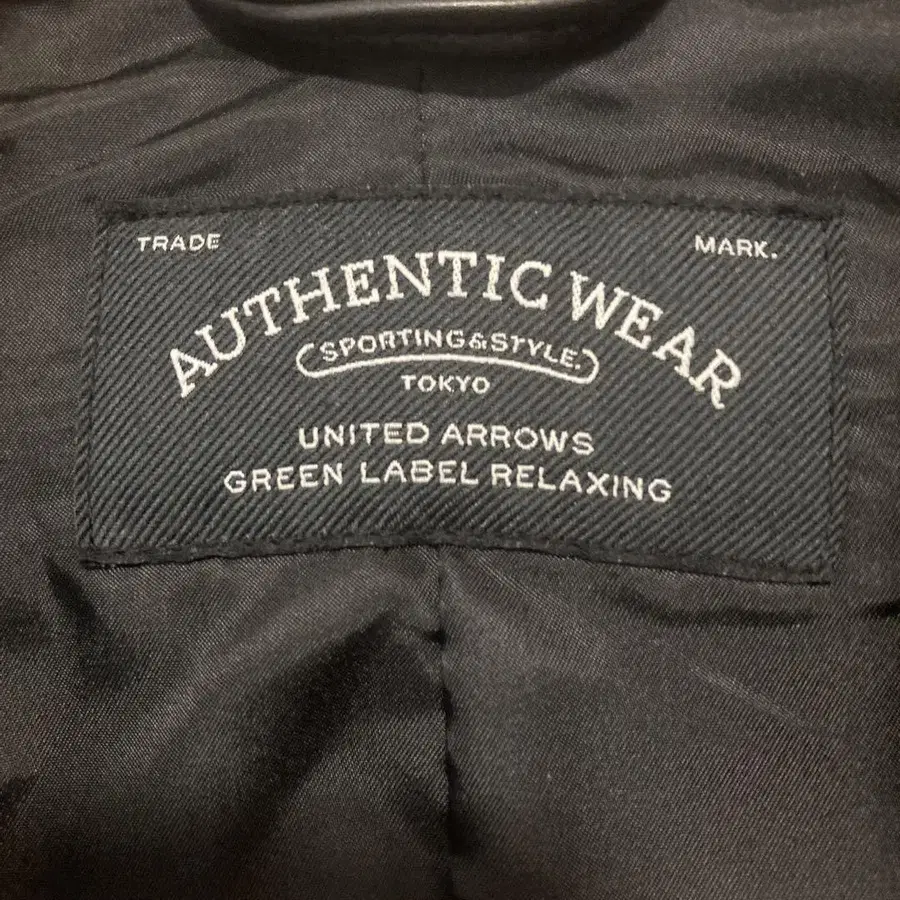 TRADE MARK.
AUTHENTIC WEAR
SPORTING&STYLE.
TOKYO
UNITED ARROWS
GREEN LABEL RELAXING